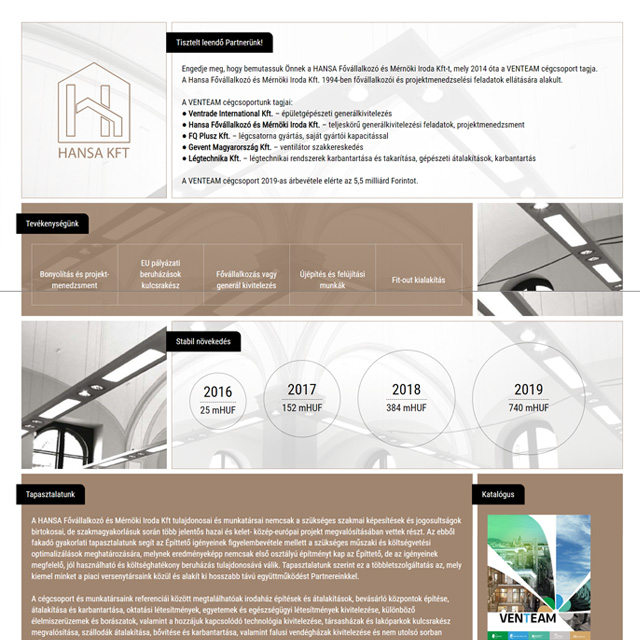 HANSA KFT
Tisztelt leendő Partnerünk!
Engedje meg, hogy bemutassuk Önnek a HANSA Fővállalkozó és Mérnöki Iroda Kft-t, mely 2014 óta a VENTEAM cégcsoport tagja.
A Hansa Fővállalkozó és Mérnöki Iroda Kft. 1994-ben fővállalkozói és projektmenedzselési feladatok ellátására alakult.
A VENTEAM cégcsoportunk tagjai:
● Ventrade International Kft. – épületgépészeti generálkivitelezés
● Hansa Fővállalkozó és Mérnöki Iroda Kft. – teljeskörű generálkivitelezési feladatok, projektmenedzsment
● FQ Plusz Kft. – légcsatorna gyártás, saját gyártói kapacitással
● Gevent Magyarország Kft. – ventilátor szakkereskedés
● Légtechnika Kft. – légtechnikai rendszerek karbantartása és takarítása, gépészeti átalakítások, karbantartás
A VENTEAM cégcsoport 2019-as árbevétele elérte az 5,5 milliárd Forintot.
Tevékenységünk
Bonyolítás és projekt-
menedzsment
EU pályázati
beruházások
kulcsrakész
Fővállalkozás vagy
generál kivitelezés
Újépítés és felújítási
munkák
Fit-out kialakítás
Stabil növekedés
2016
25 mHUF
2017
152 mHUF
2018
384 mHUF
2019
740 mHUF
Tapasztalatunk
A HANSA Fővállalkozó és Mérnöki Iroda Kft tulajdonosai és munkatársai nemcsak a szükséges szakmai képesítések és jogosultságok
birtokosai, de szakmagyakorlásuk során több jelentős hazai és kelet- közép-európai projekt megvalósításában vettek részt. Az ebből
fakadó gyakorlati tapasztalatunk segít az Építtető igényeinek figyelembevétele mellett a szükséges műszaki és költségvetési
optimalizálások meghatározására, melynek eredményeképp nemcsak első osztályú építményt kap az Építtető, de az igényeinek
megfelelő, jól használható és költséghatékony beruházás tulajdonosává válik. Tapasztalatunk szerint ez a többletszolgáltatás az, mely
kiemel minket a piaci versenytársaink közül és alakít ki hosszabb távú együttműködést Partnereinkkel.
A cégcsoport és munkatársaink referenciái között megtalálhatóak irodaház építések és átalakítások, bevásárló központok építése,
átalakítása és karbantartása, oktatási létesítmények, egyetemek és egészségügyi létesítmények kivitelezése, különböző
élelmiszerüzemek és borászatok, valamint a hozzájuk kapcsolódó technológia kivitelezések, társasházak és lakóparkok kulcsrakész
megvalósítása, szállodák átalakítása, bővítése és karbantartása, valamint falusi vendégházak kivitelezése és nem utolsó sorban
Katalógus
VENTEAM